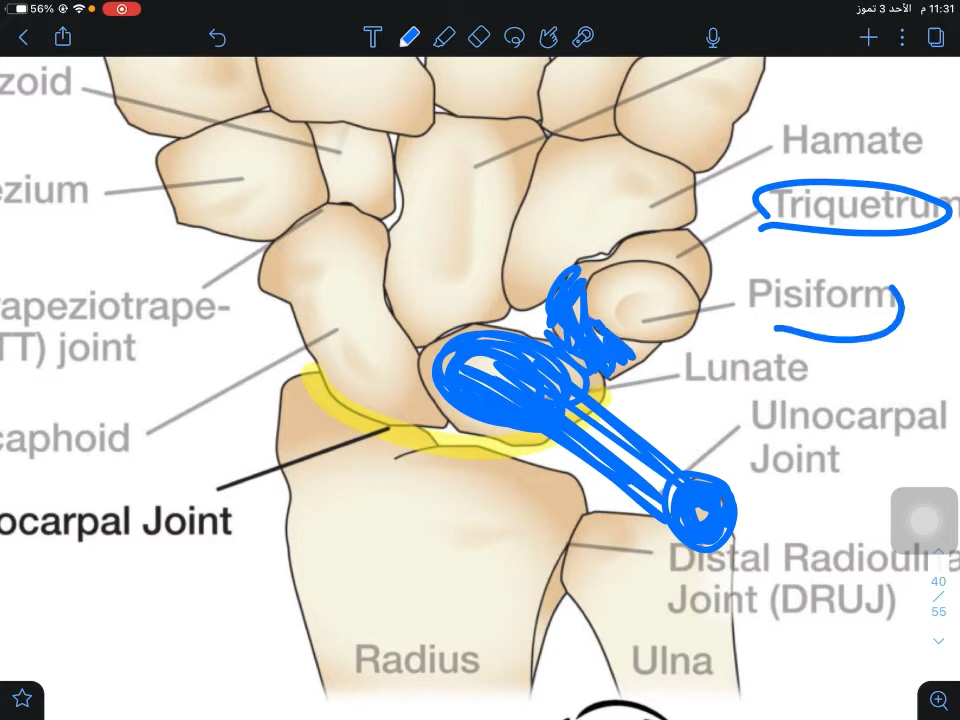 56%
11:31 م الأحد 3 تموز
zoid
Hamate
ezium
Triquetrum
rapeziotrape-
TT) joint
Pisiform
Lunate
caphoid
Ulnocarpal
Joint
ocarpal Joint
Distal Radioulna
Joint (DRUJ)
40
/
55
Radius
Ulna